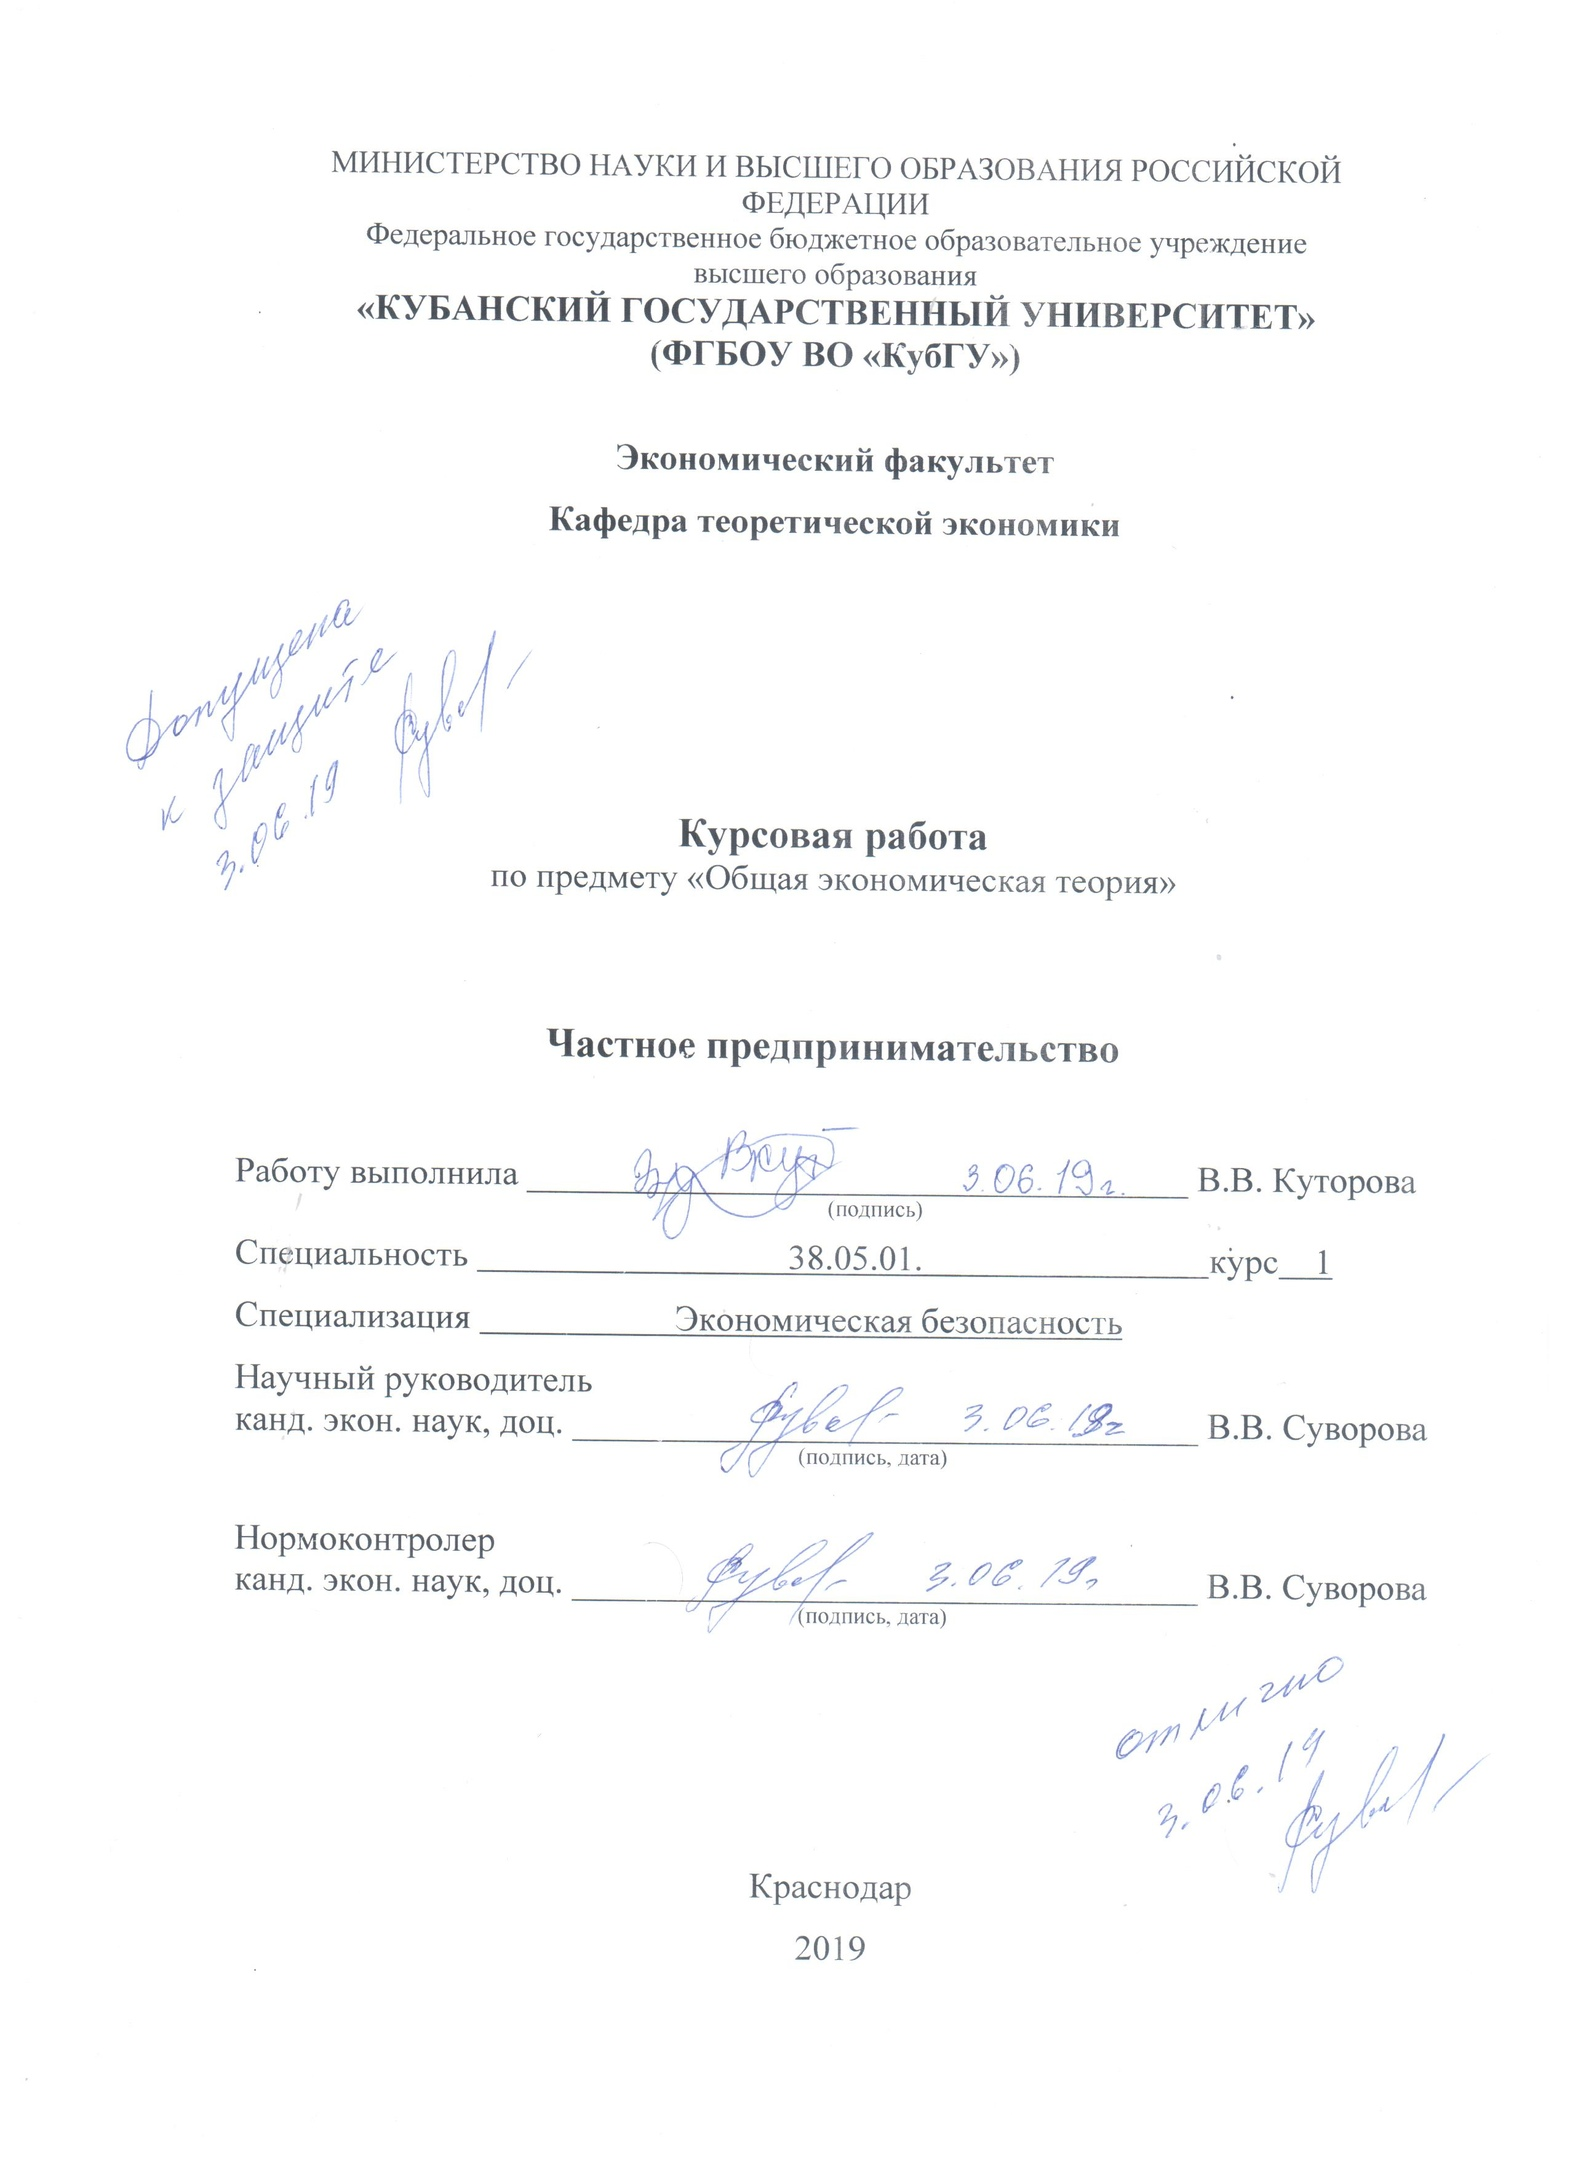 МИНИСТЕРСТВО НАУКИ И ВЫСШЕГО ОБРАЗОВАНИЯ РОССИЙСКОЙ
ФЕДЕРАЦИИ
Федеральное государственное бюджетное образовательное учреждение
высшего образования
«КУБАНСКИЙ ГОСУДАРСТВЕННЫЙ УНИВЕРСИТЕТ»
(ФГБОУ ВО «КубГУ»)
Экономический факультет
Кафедра теоретической экономики
Допущена
к защите
3.06.19
Курсовая работа
по предмету «Общая экономическая теория»
Частное предпринимательство
Работу выполнила 3.06.19г. В.В. Куторова
(подпись)
Специальность 38.05.01. курс 1
Специализация Экономическая безопасность
Научный руководитель
канд. экон. наук, доц. 3.06.19г В.В. Суворова
(подпись, дата)
Нормоконтролер
канд. экон. наук, доц. 3.06.19г В.В. Суворова
(подпись, дата)
отлично
3.06.19
Краснодар
2019